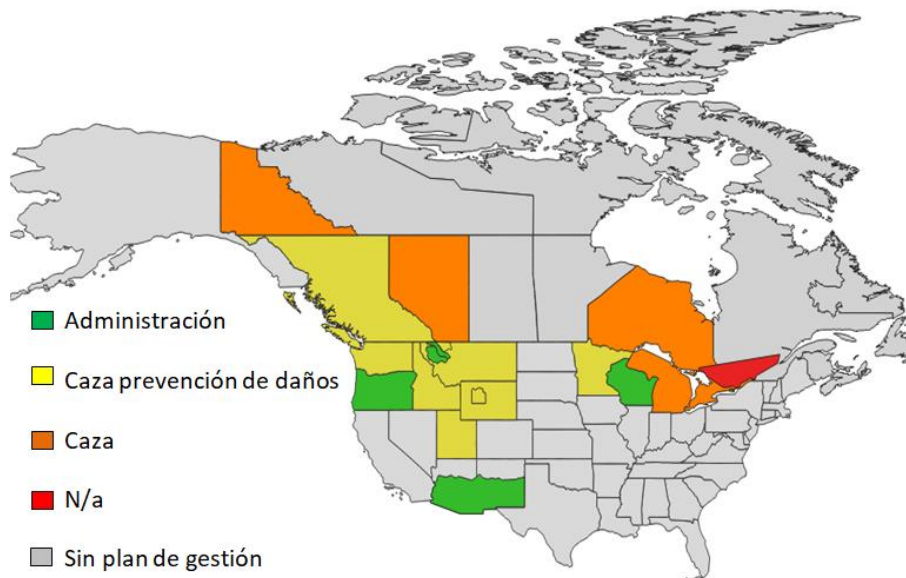 Administración
Caza prevención de daños
Caza
N/a
Sin plan de gestión